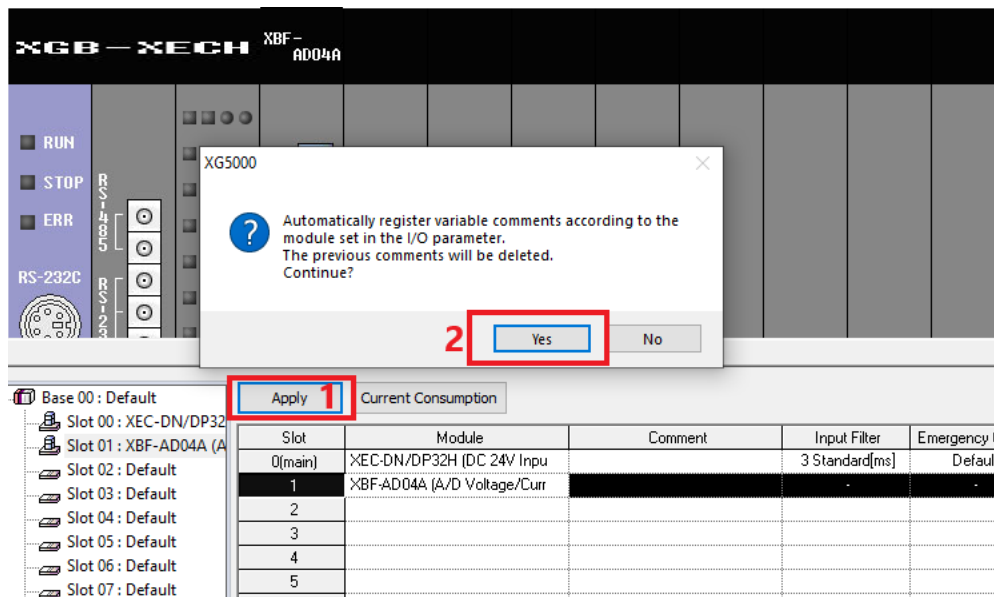 XGB-XECH
XBF-
AD04A
RUN
STOP
ERR
RS-485
RS-232C
XG5000
Automatically register variable comments according to the
module set in the I/O parameter.
The previous comments will be deleted.
Continue?
2
Yes
No
Base 00 : Default
Slot 00 : XEC-DN/DP32
Slot 01 : XBF-AD04A (A
Slot 02 : Default
Slot 03 : Default
Slot 04 : Default
Slot 05 : Default
Slot 06 : Default
Slot 07 : Default
Apply 1 Current Consumption
Slot Module Comment Input Filter Emergency
0(main) XEC-DN/DP32H (DC 24V Inpu 3 Standard[ms] Defaul
1 XBF-AD04A (A/D Voltage/Curr - -
2
3
4
5